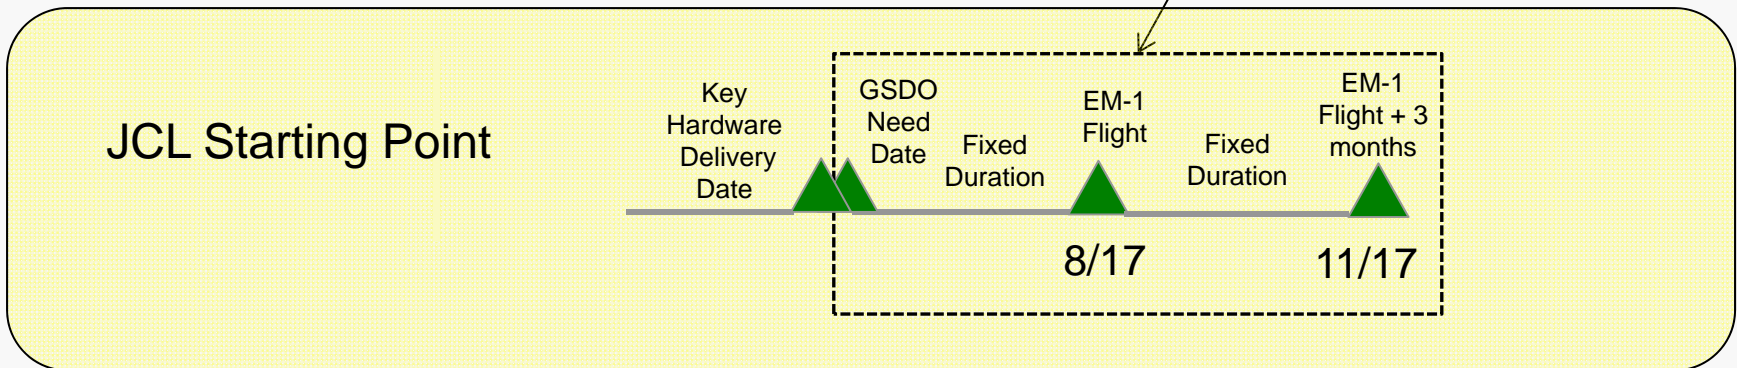 JCL Starting Point
Key
Hardware
Delivery
Date
GSDO
Need
Date
Fixed
Duration
EM-1
Flight
Fixed
Duration
EM-1
Flight + 3
months
8/17
11/17